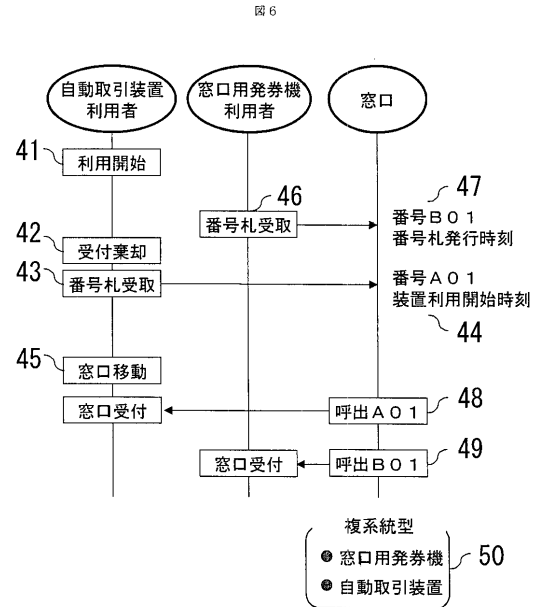 図6
自動取引装置
利用者
窓口用発券機
利用者
窓口
41
利用開始
46
番号札受取
47
番号B01
番号札発行時刻
42
受付棄却
43
番号札受取
番号A01
装置利用開始時刻
44
45
窓口移動
窓口受付
呼出A01
48
窓口受付
呼出B01
49
複系統型
● 窓口用発券機
● 自動取引装置
50